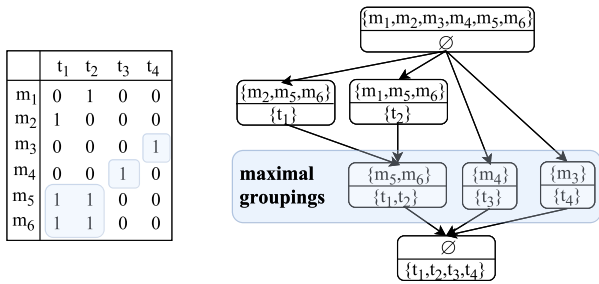 t1 t2 t3 t4
m1 0 1 0 0
m2 1 0 0 0
m3 0 0 0 1
m4 0 0 1 0
m5 1 1 0 0
m6 1 1 0 0
{m1,m2,m3,m4,m5,m6}
∅
{m2,m5,m6}
{t1}
{m1,m5,m6}
{t2}
maximal
groupings
{m5,m6}
{t1,t2}
{m4}
{t3}
{m3}
{t4}
∅
{t1,t2,t3,t4}